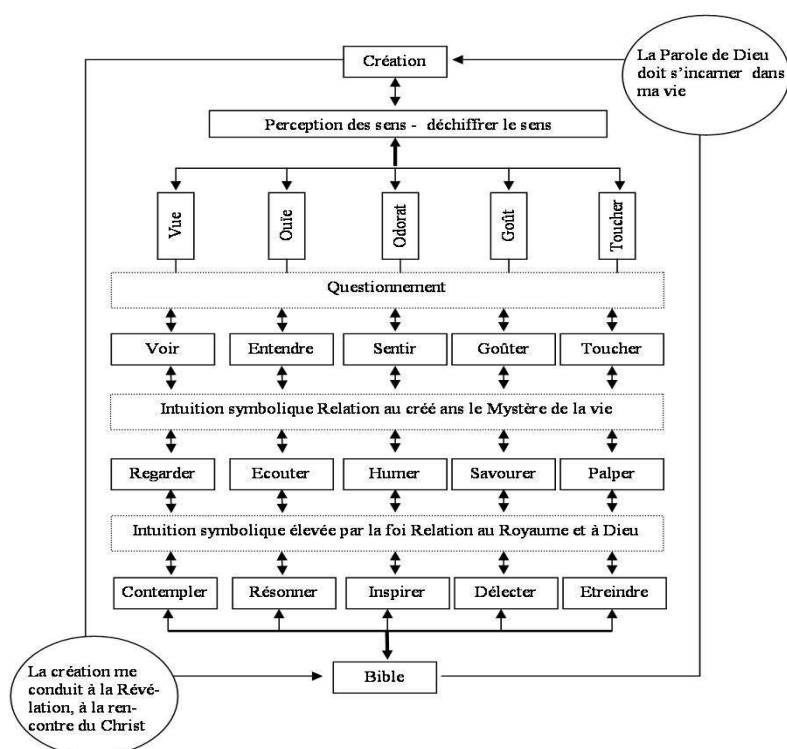 Création
La Parole de Dieu
doit s'incarner dans
ma vie
Perception des sens - déchiffrer le sens
Vue
Ouïe
Odorat
Goût
Toucher
Questionnement
Voir
Entendre
Sentir
Goûter
Toucher
Intuition symbolique Relation au créé ans le Mystère de la vie
Regarder
Ecouter
Humer
Savourer
Palper
Intuition symbolique élevée par la foi Relation au Royaume et à Dieu
Contempler
Résonner
Inspirer
Délecter
Etreindre
La création me
conduit à la Révé-
lation, à la ren-
contre du Christ
Bible